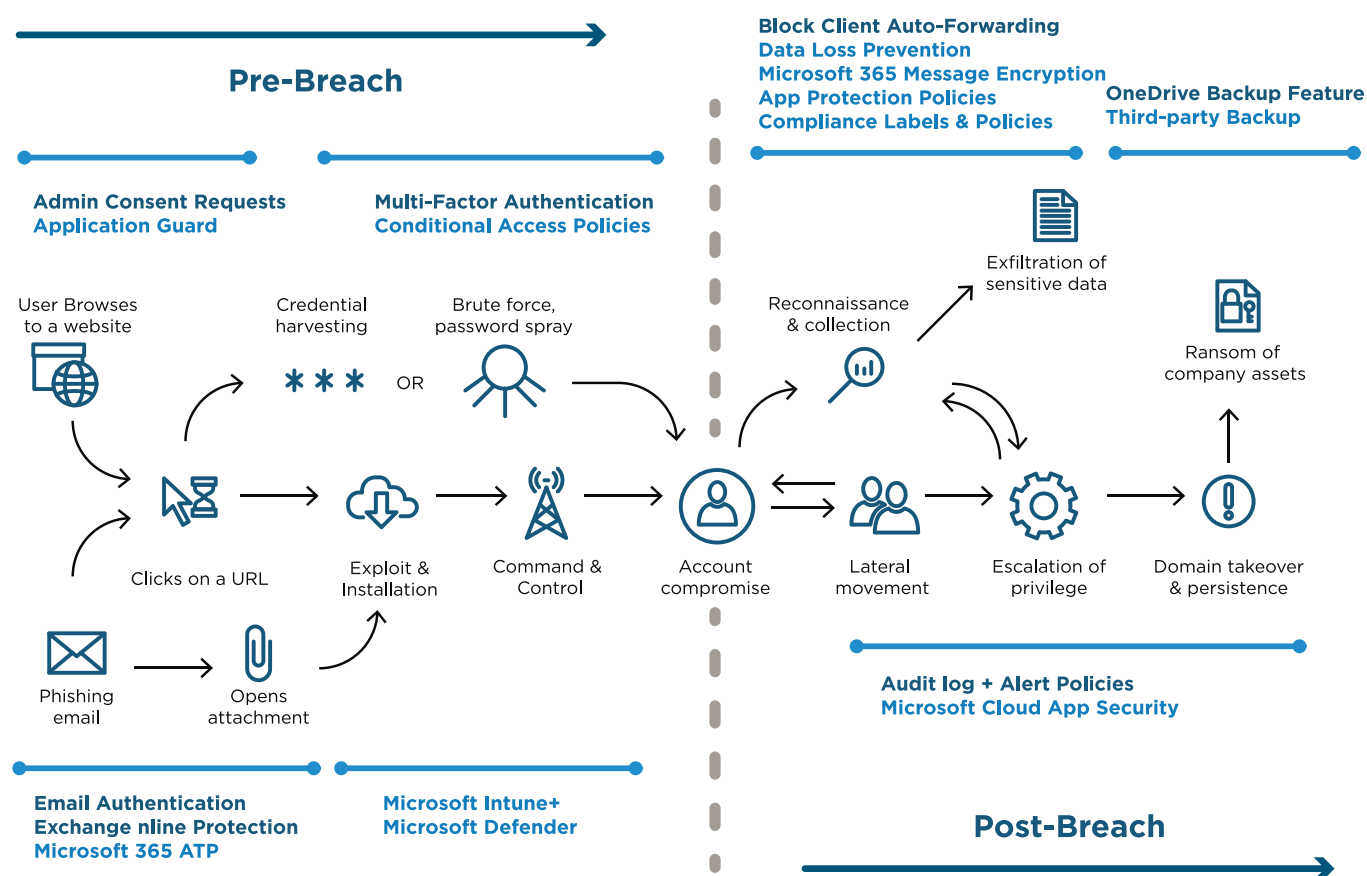 Pre-Breach
Block Client Auto-Forwarding
Data Loss Prevention
Microsoft 365 Message Encryption
App Protection Policies
Compliance Labels & Policies
OneDrive Backup Feature
Third-party Backup
Admin Consent Requests
Application Guard
Multi-Factor Authentication
Conditional Access Policies
User Browses
to a website
Credential
harvesting
OR
Brute force,
password spray
Reconnaissance
& collection
Exfiltration of
sensitive data
Ransom of
company assets
Clicks on a URL
Exploit &
Installation
Command &
Control
Account
compromise
Lateral
movement
Escalation of
privilege
Domain takeover
& persistence
Phishing
email
Opens
attachment
Audit log + Alert Policies
Microsoft Cloud App Security
Email Authentication
Exchange nline Protection
Microsoft 365 ATP
Microsoft Intune+
Microsoft Defender
Post-Breach